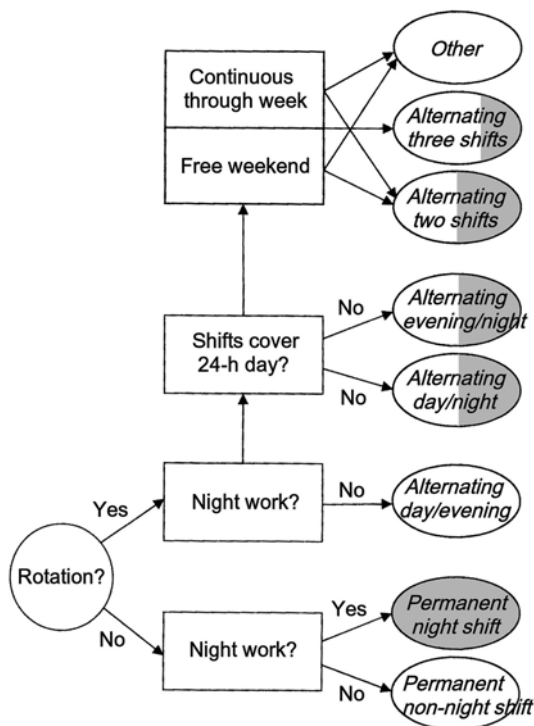 Other
Continuous
through week
Alternating
three shifts
Free weekend
Alternating
two shifts
No
Alternating
evening/night
Shifts cover
24-h day?
No
Alternating
day/night
Yes
Night work?
No
Alternating
day/evening
Rotation?
No
Night work?
Yes
Permanent
night shift
No
Permanent
non-night shift